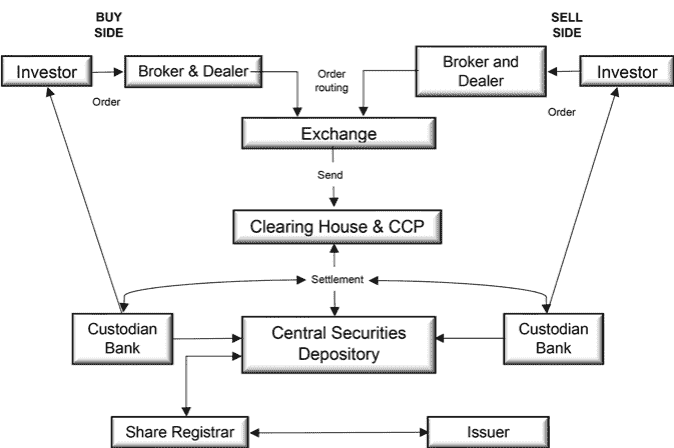 BUY
SIDE
SELL
SIDE
Investor
Broker & Dealer
Order
routing
Broker and
Dealer
Investor
Order
Order
Exchange
Send
Clearing House & CCP
Settlement
Custodian
Bank
Central Securities
Depository
Custodian
Bank
Share Registrar
Issuer